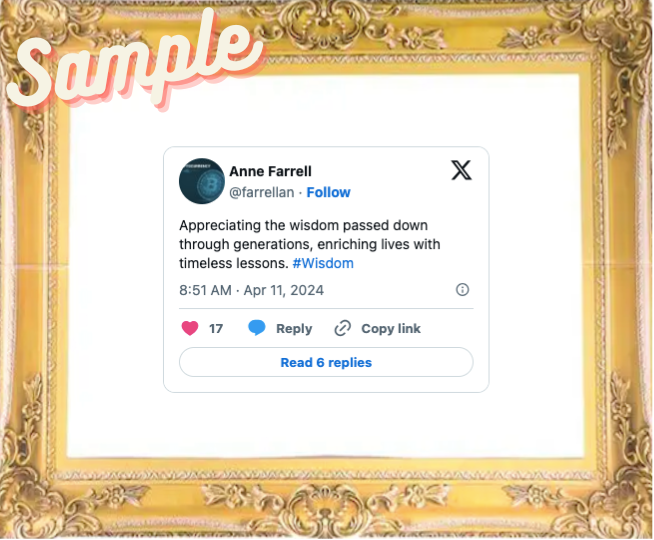 Sample
Anne Farrell
@farrellan · Follow
Appreciating the wisdom passed down
through generations, enriching lives with
timeless lessons. #Wisdom
8:51 AM · Apr 11, 2024
17 Reply Copy link
Read 6 replies